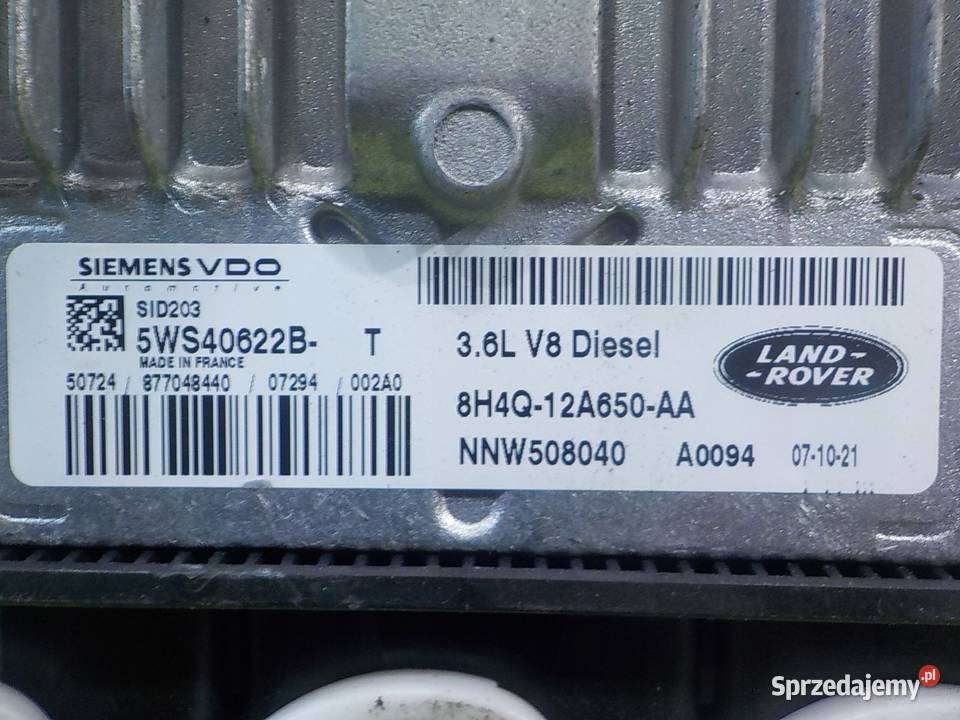 SIEMENS VDO
Automotive
SID203
5WS40622B- T
MADE IN FRANCE
50724 / 877048440 / 07294 / 002A0
3.6L V8 Diesel
8H4Q-12A650-AA
NNW508040 A0094 07-10-21
LAND-
-ROVER
Sprzedajemy.pl